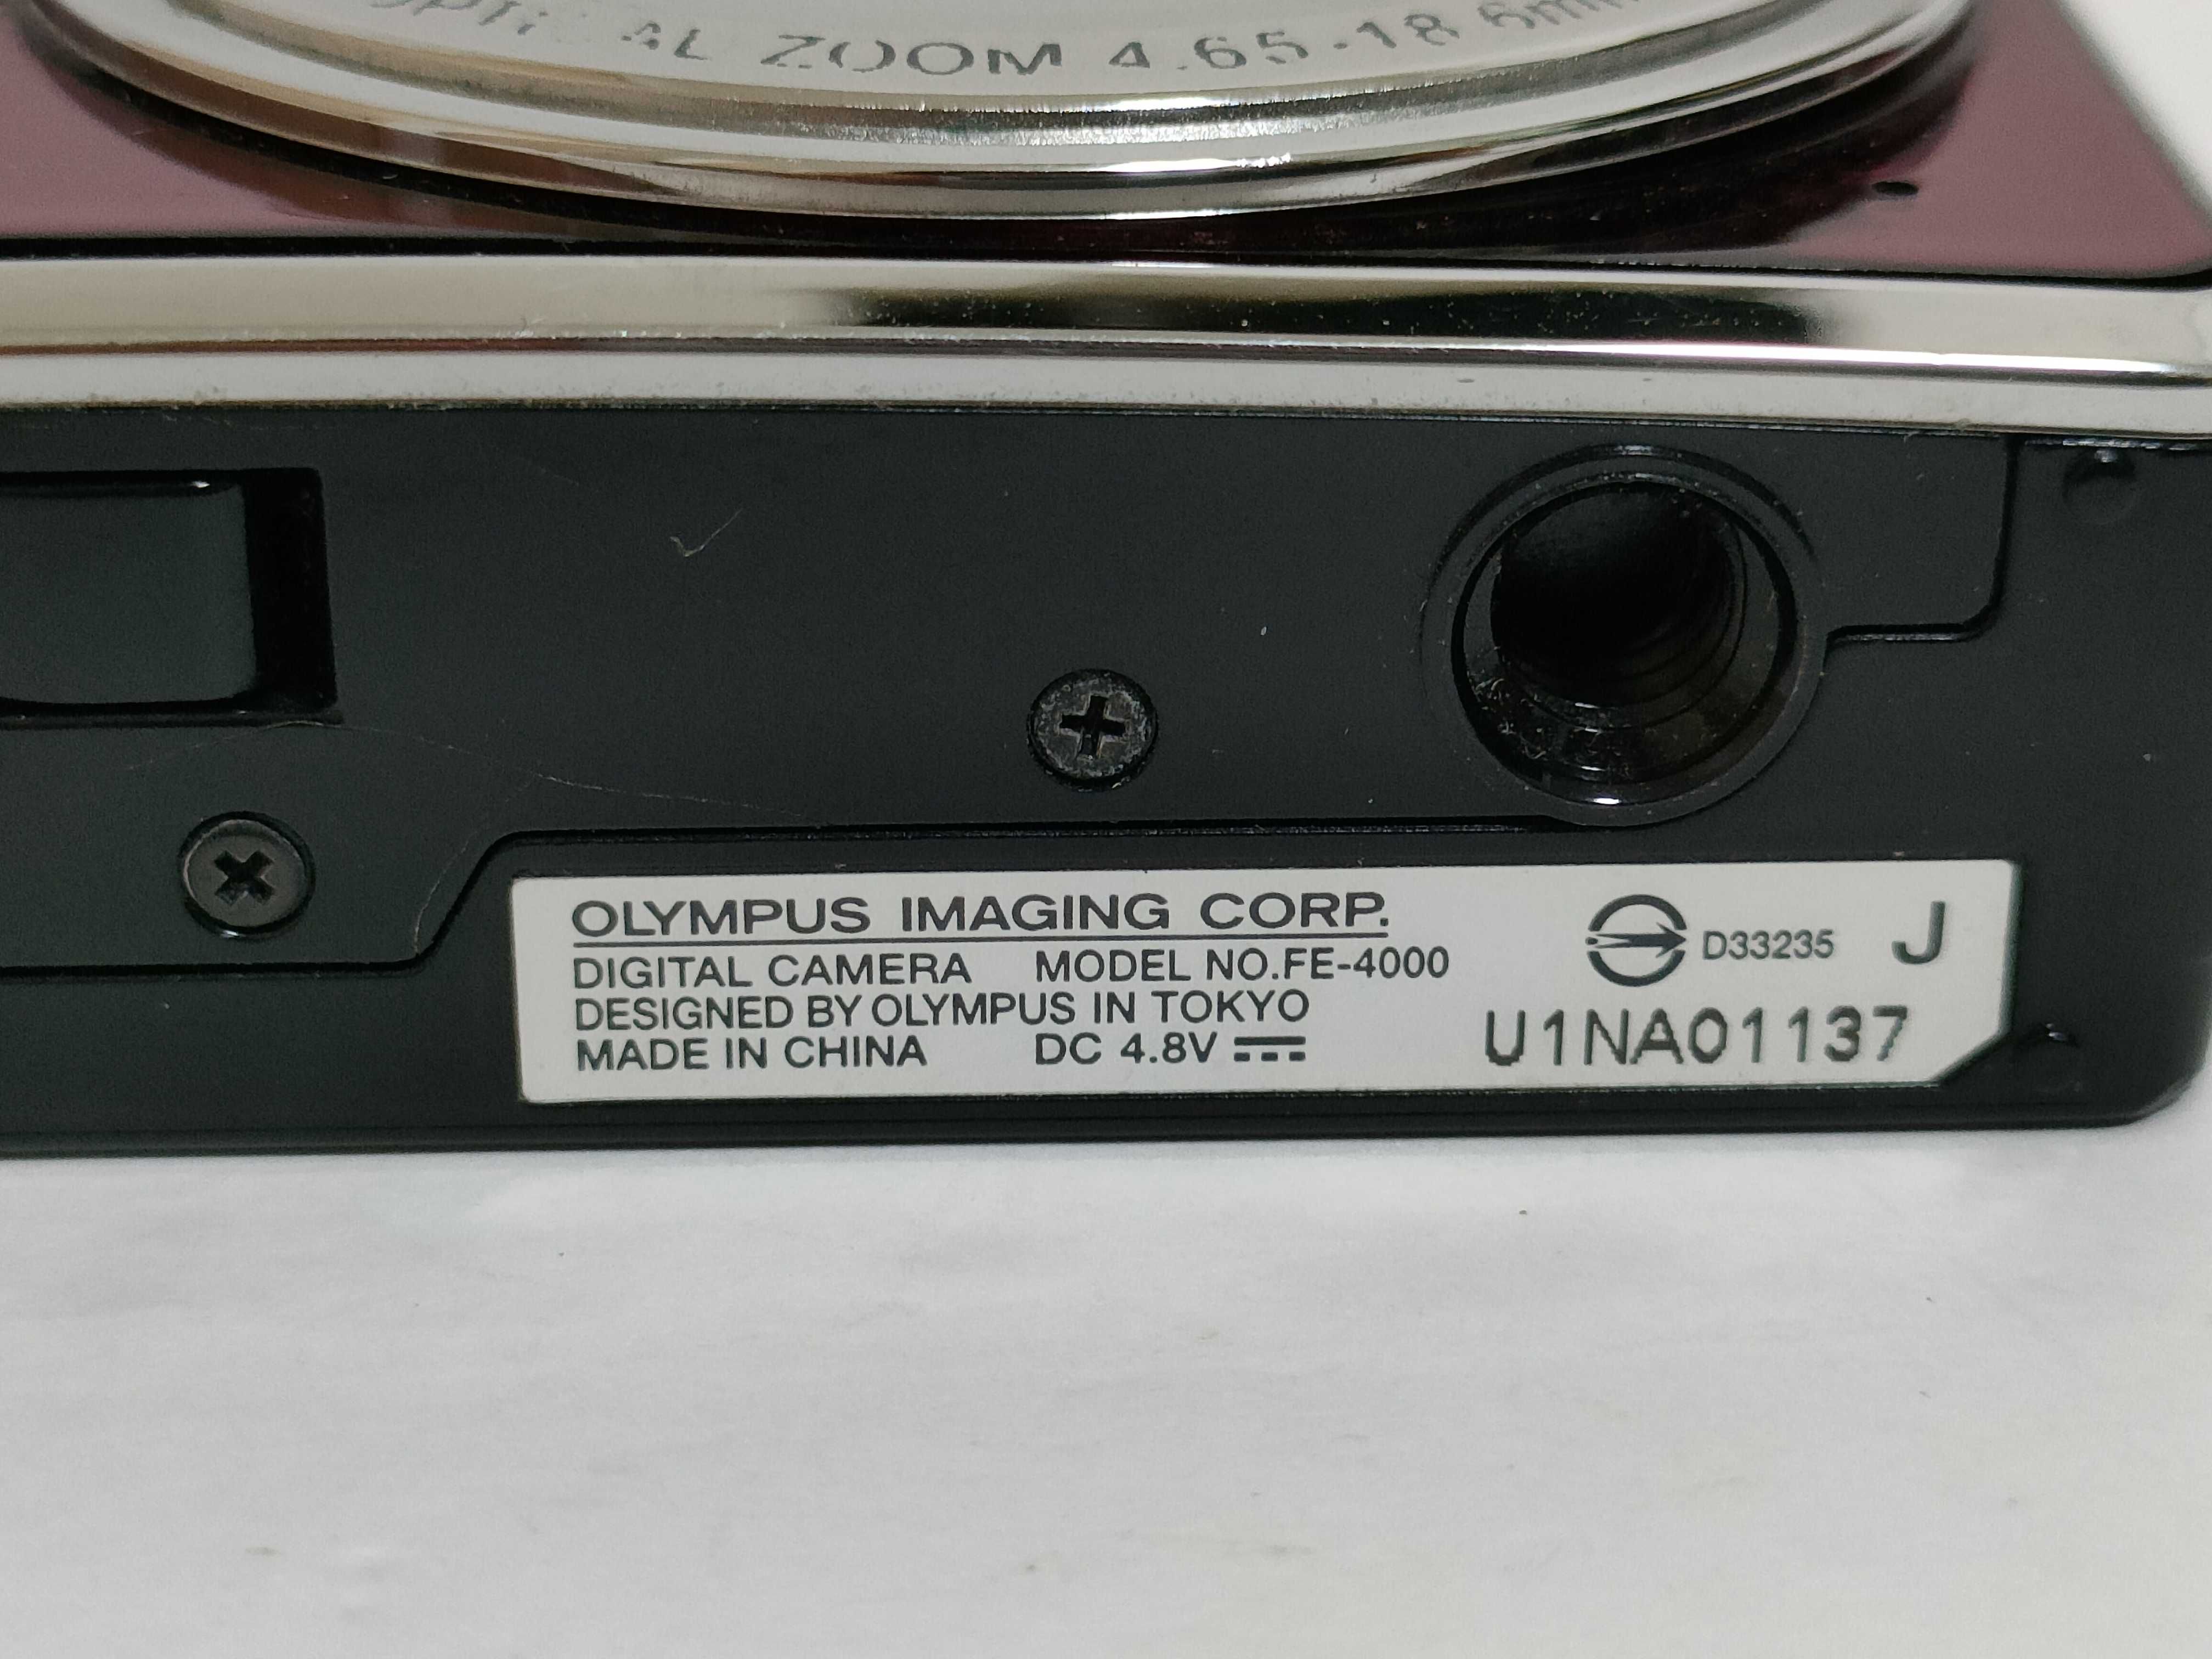 OPTICAL ZOOM 4.65-18.6mm
OLYMPUS IMAGING CORP.
DIGITAL CAMERA MODEL NO.FE-4000
DESIGNED BY OLYMPUS IN TOKYO
MADE IN CHINA DC 4.8V
D33235 J
U1NA01137